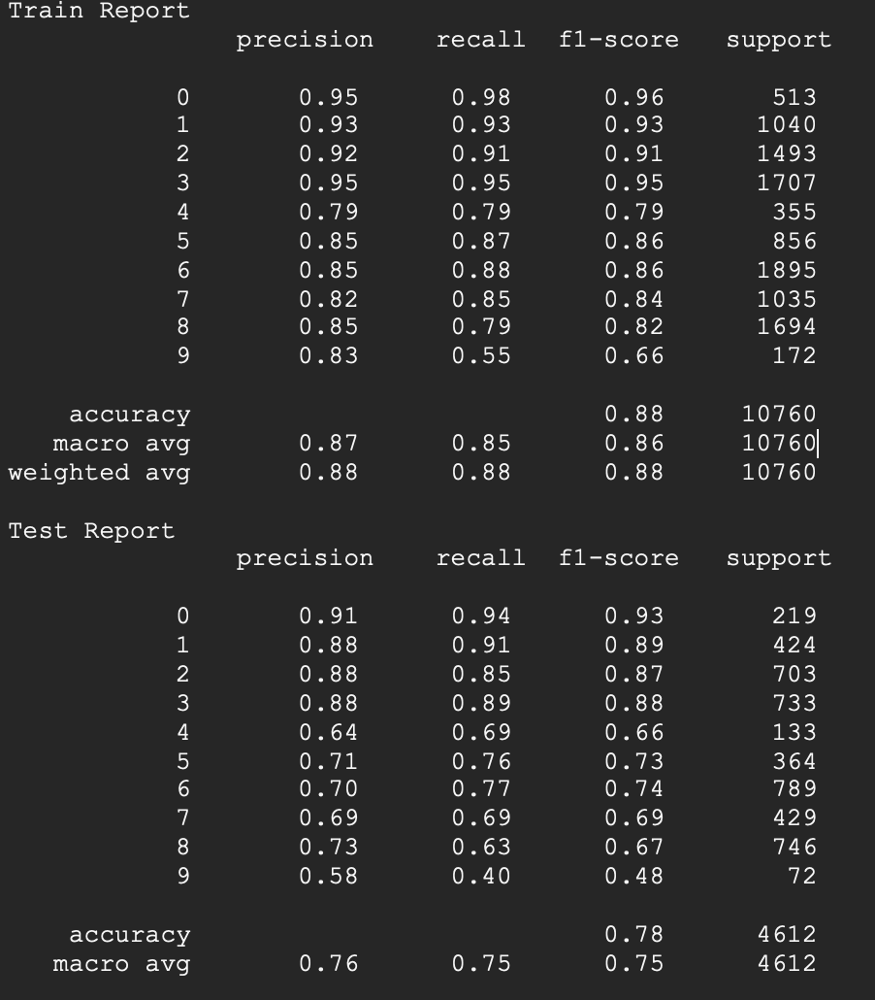 Train Report
precision recall f1-score support
0 0.95 0.98 0.96 513
1 0.93 0.93 0.93 1040
2 0.92 0.91 0.91 1493
3 0.95 0.95 0.95 1707
4 0.79 0.79 0.79 355
5 0.85 0.87 0.86 856
6 0.85 0.88 0.86 1895
7 0.82 0.85 0.84 1035
8 0.85 0.79 0.82 1694
9 0.83 0.55 0.66 172
accuracy 0.88 10760
macro avg 0.87 0.85 0.86 10760
weighted avg 0.88 0.88 0.88 10760
Test Report
precision recall f1-score support
0 0.91 0.94 0.93 219
1 0.88 0.91 0.89 424
2 0.88 0.85 0.87 703
3 0.88 0.89 0.88 733
4 0.64 0.69 0.66 133
5 0.71 0.76 0.73 364
6 0.70 0.77 0.74 789
7 0.69 0.69 0.69 429
8 0.73 0.63 0.67 746
9 0.58 0.40 0.48 72
accuracy 0.78 4612
macro avg 0.76 0.75 0.75 4612